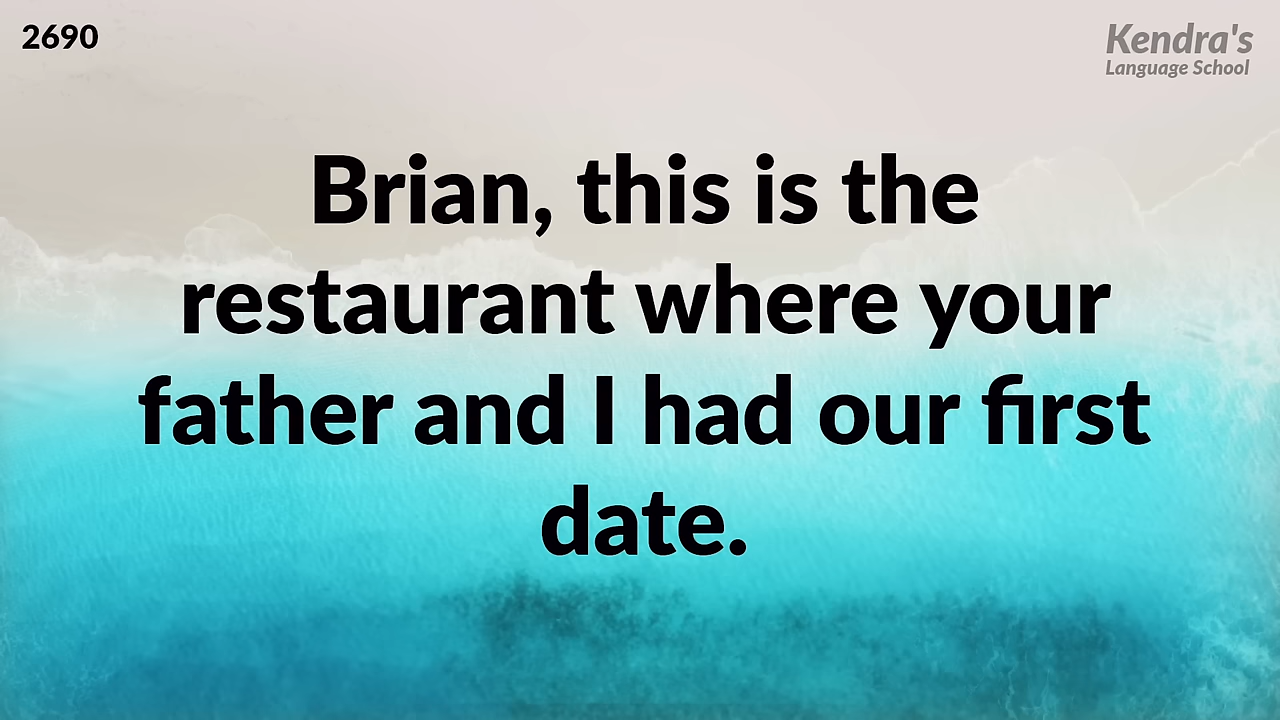 2690
Kendra's
Language School
Brian, this is the
restaurant where your
father and I had our first
date.